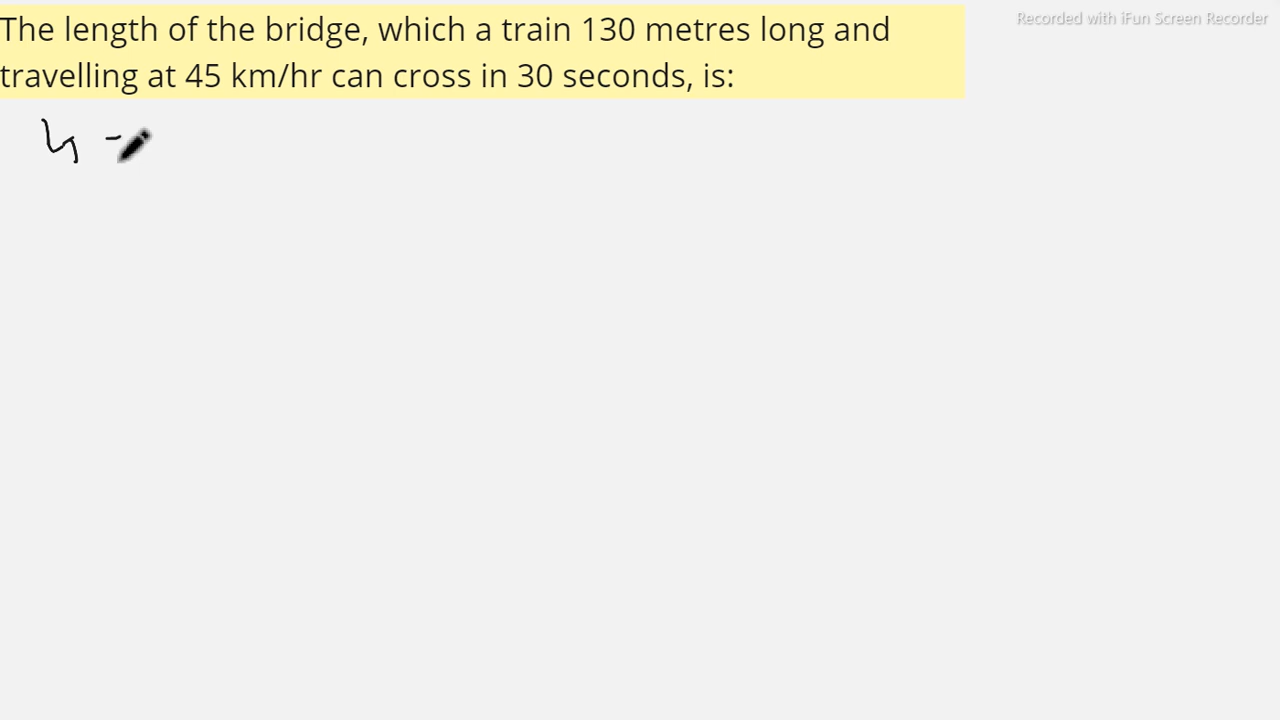 Recorded with iFun Screen Recorder
The length of the bridge, which a train 130 metres long and
travelling at 45 km/hr can cross in 30 seconds, is: